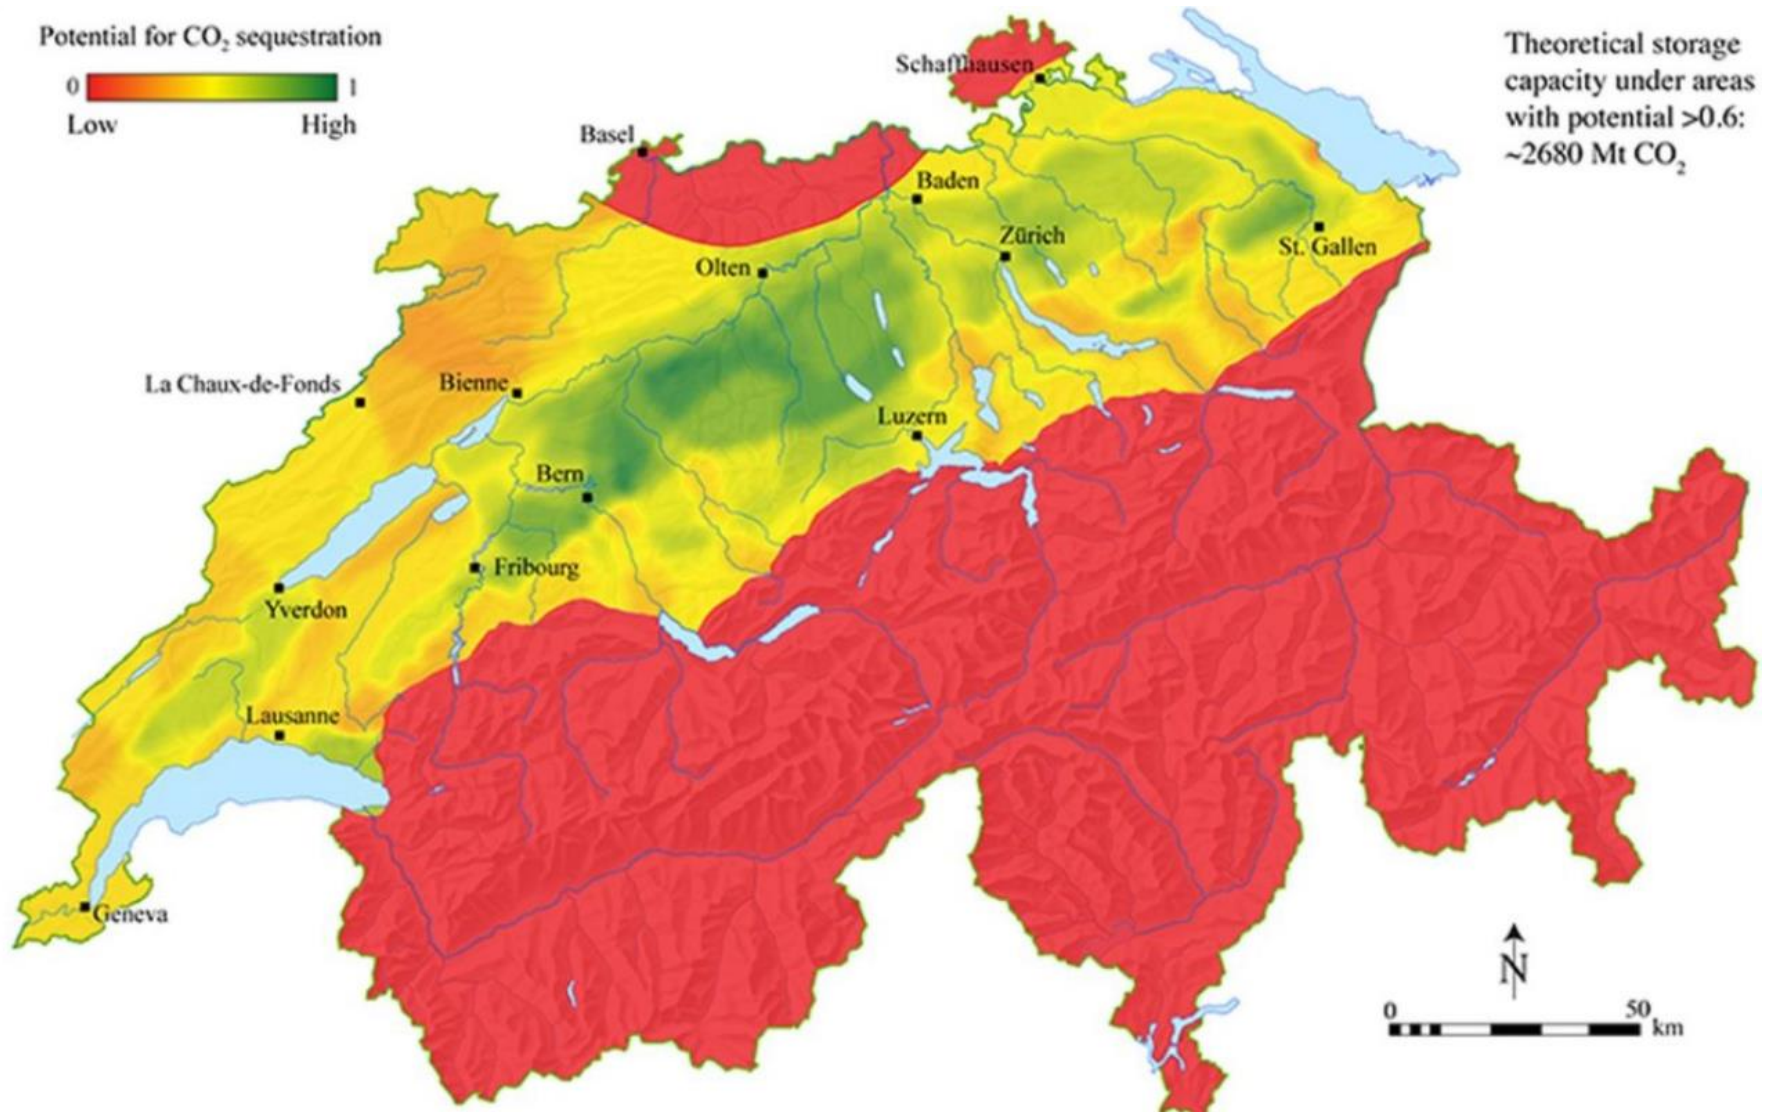 Potential for CO₂ sequestration
0 1
Low High
Theoretical storage
capacity under areas
with potential >0.6:
~2680 Mt CO₂
Schaffhausen
Basel
Baden
Zürich
St. Gallen
Olten
La Chaux-de-Fonds
Bienne
Luzern
Bern
Fribourg
Yverdon
Lausanne
Geneva
N
0 50 km